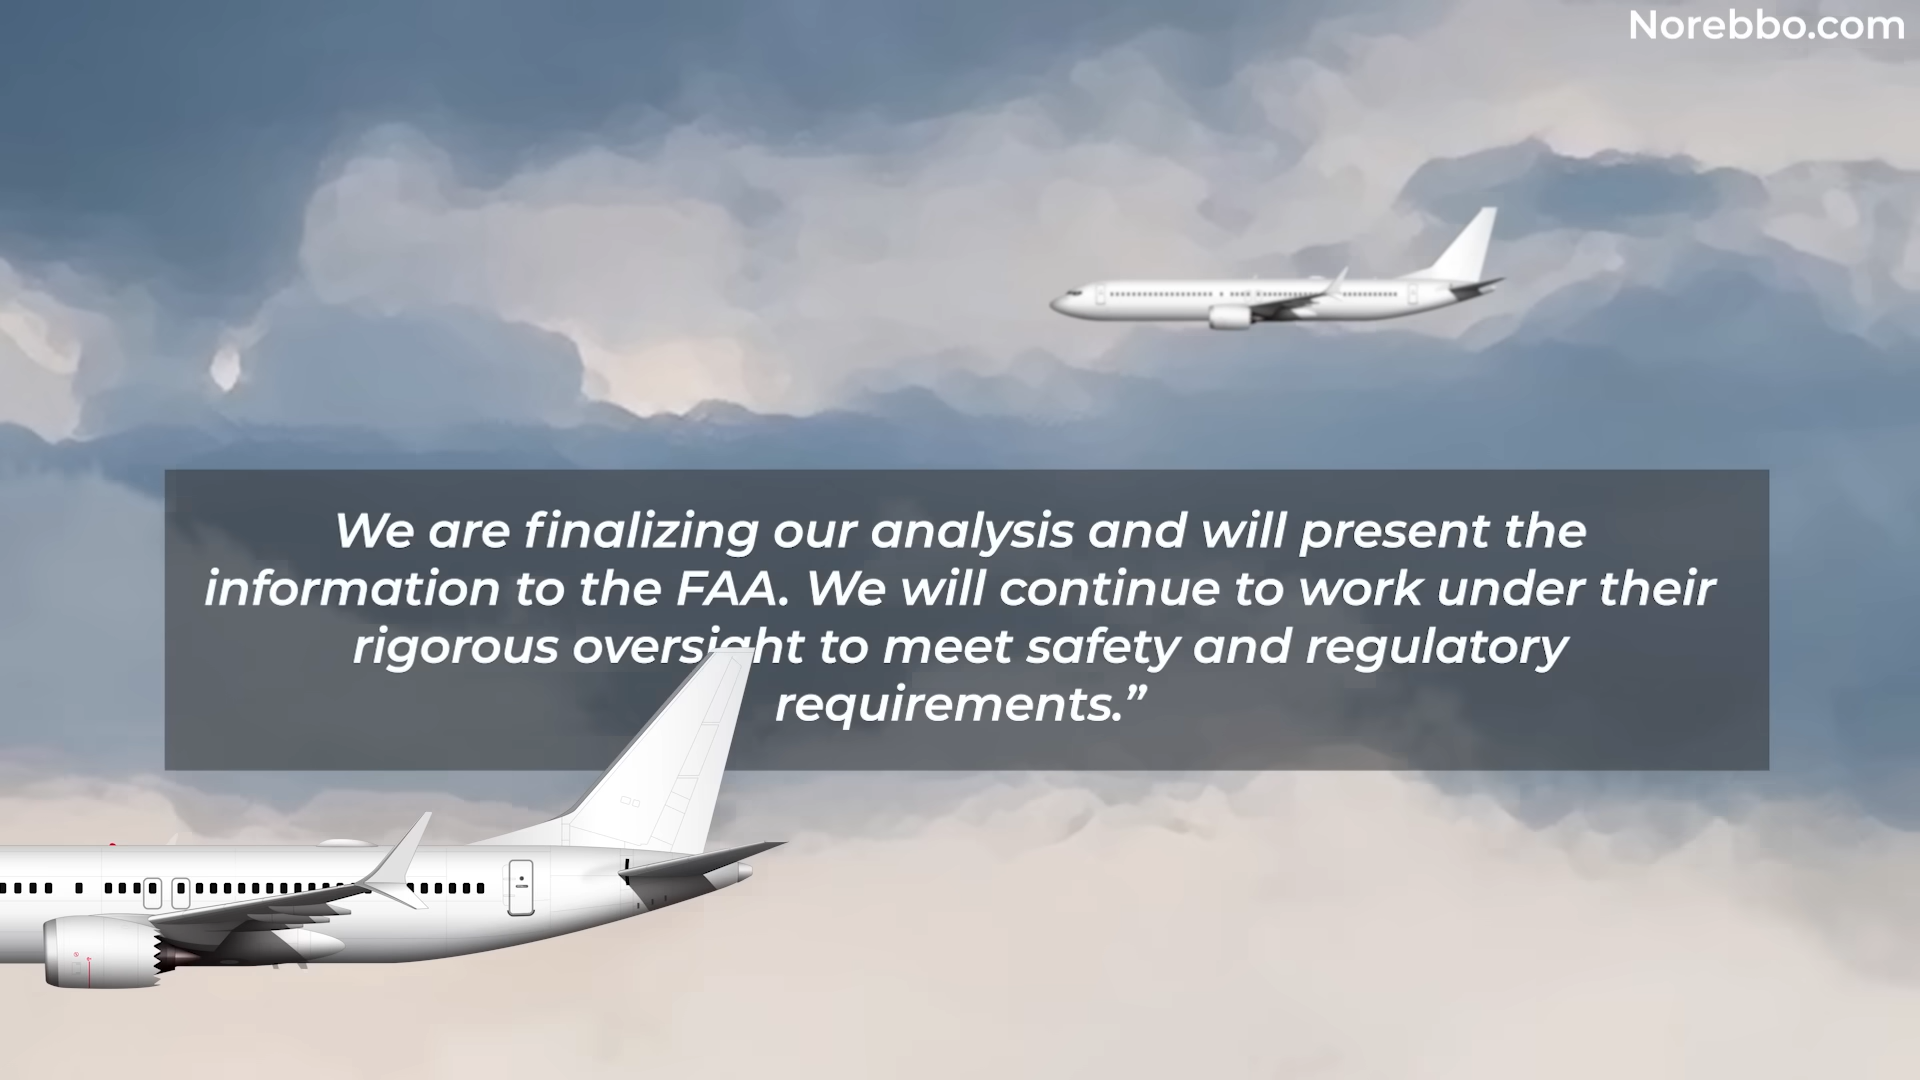 Norebbo.com
We are finalizing our analysis and will present the
information to the FAA. We will continue to work under their
rigorous oversight to meet safety and regulatory
requirements.”